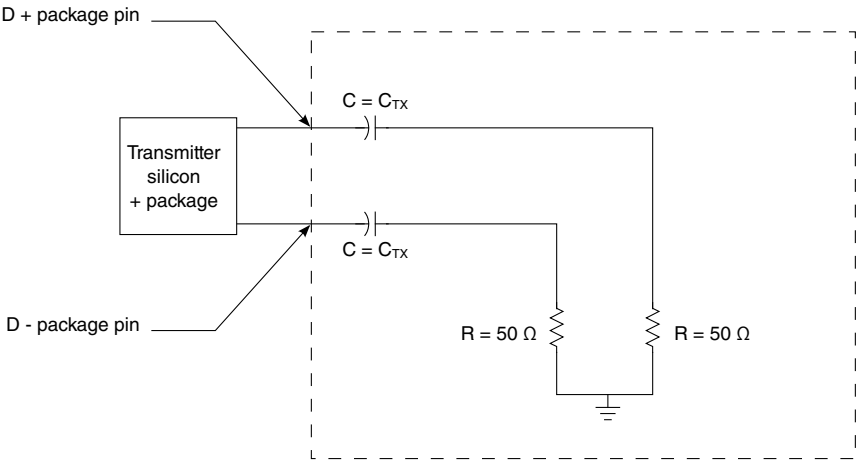 D + package pin
C = CTX
Transmitter
silicon
+ package
C = CTX
D - package pin
R = 50 Ω
R = 50 Ω